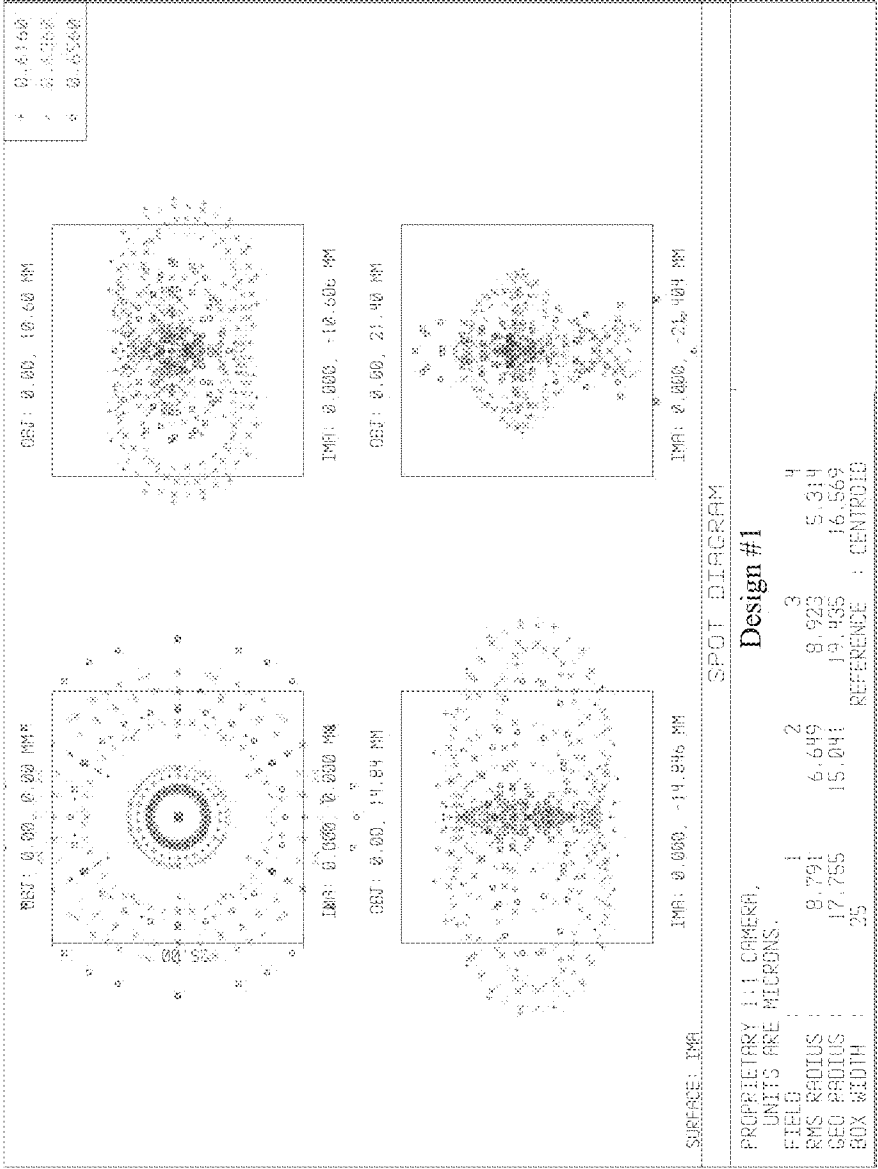 + 0.6160
0.6360
0.6560
OBJ: 0.00, 0.00 MM
OBJ: 0.00, 10.60 MM
IMA: 0.000, 0.000 MM
IMA: 0.000, -10.606 MM
OBJ: 0.00, 14.84 MM
OBJ: 0.00, 21.40 MM
IMA: 0.000, -14.846 MM
IMA: 0.000, -21.404 MM
SURFACE: IMA
SPOT DIAGRAM
PROPRIETARY 1:1 CAMERA, Design #1
UNITS ARE MICRONS.
FIELD : 1 2 3 4
RMS RADIUS : 8.791 6.649 8.923 5.314
GEO RADIUS : 17.755 15.041 19.435 16.569
BOX WIDTH : 25 REFERENCE : CENTROID